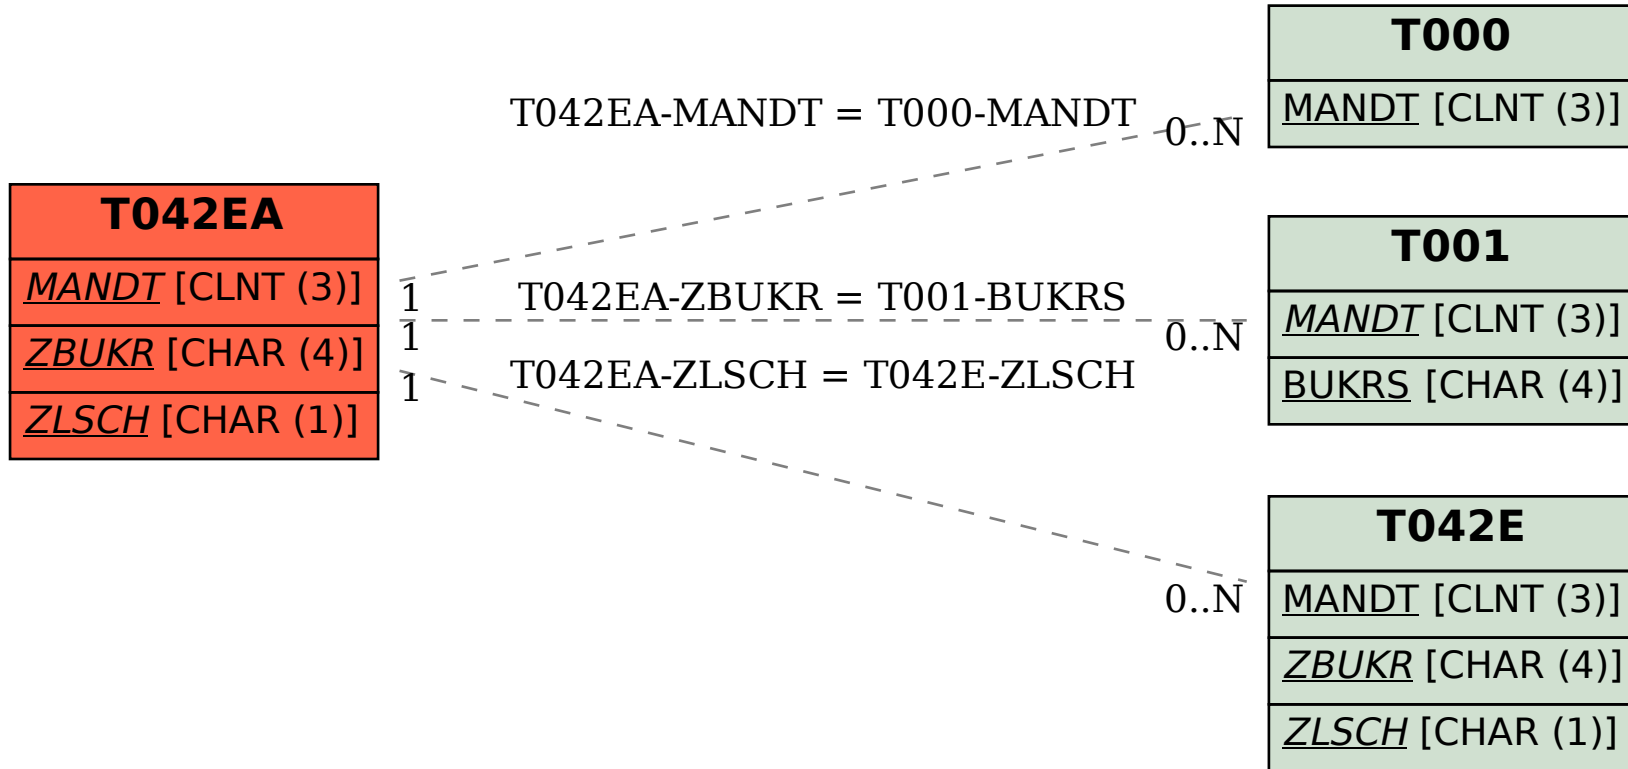 T042EA
MANDT [CLNT (3)]
ZBUKR [CHAR (4)]
ZLSCH [CHAR (1)]
T042EA-MANDT = T000-MANDT
0..N
1
T042EA-ZBUKR = T001-BUKRS
1
0..N
T042EA-ZLSCH = T042E-ZLSCH
1
0..N
T000
MANDT [CLNT (3)]
T001
MANDT [CLNT (3)]
BUKRS [CHAR (4)]
T042E
MANDT [CLNT (3)]
ZBUKR [CHAR (4)]
ZLSCH [CHAR (1)]